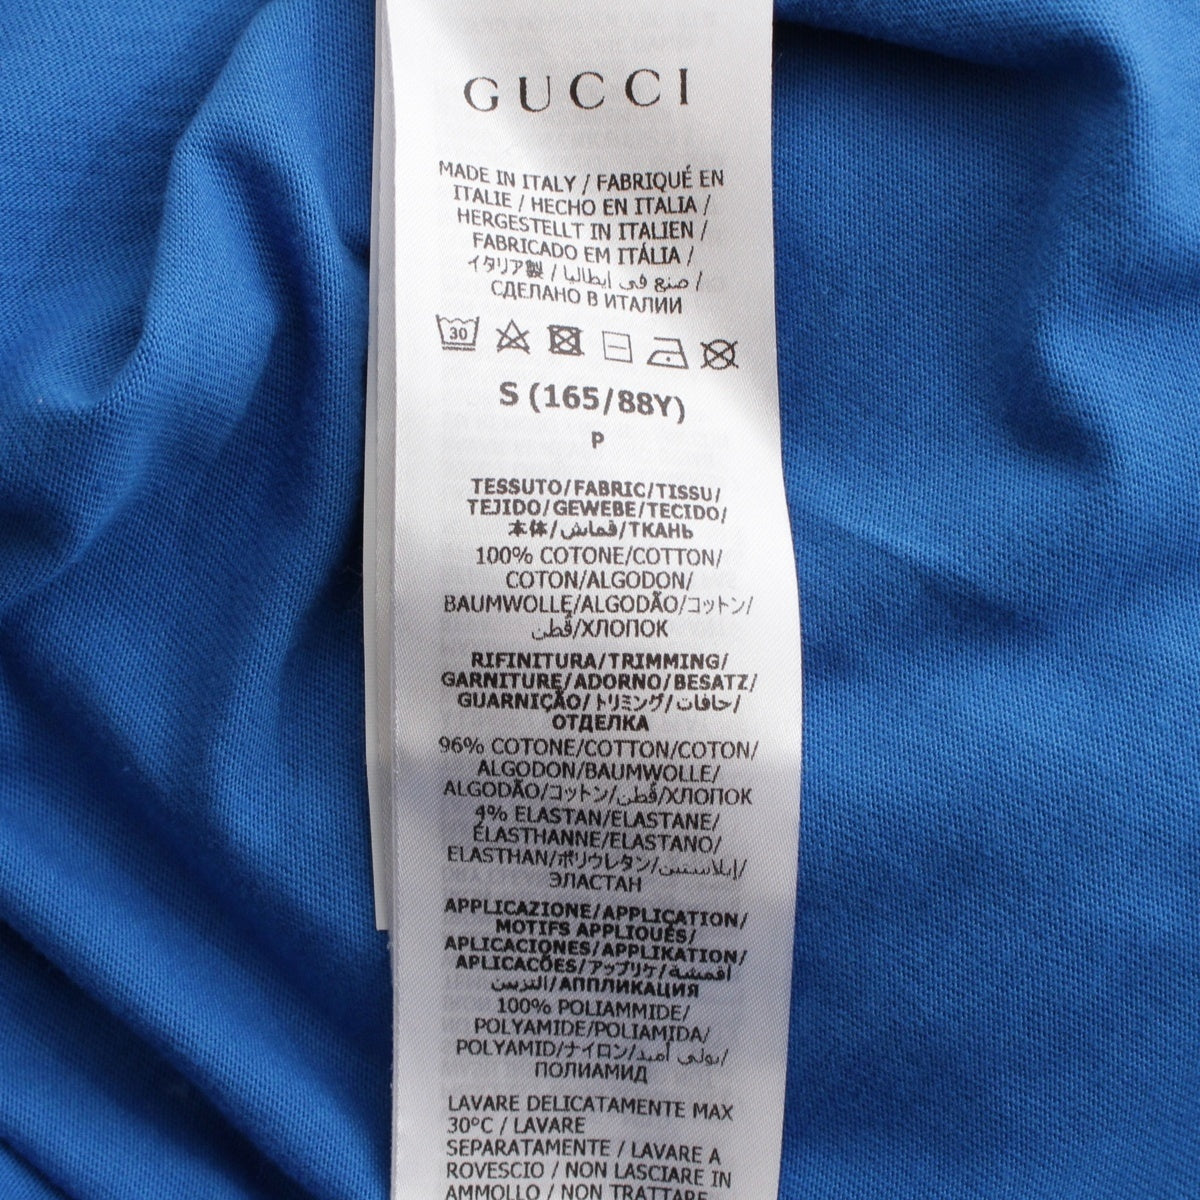 GUCCI
MADE IN ITALY / FABRIQUÉ EN
ITALIE / HECHO EN ITALIA /
HERGESTELLT IN ITALIEN /
FABRICADO EM ITÁLIA /
イタリア製 / صنع في ايطاليا /
СДЕЛАНО В ИТАЛИИ
30
S (165/88Y)
P
TESSUTO/FABRIC/TISSU/
TEJIDO/GEWEBE/TECIDO/
本体/قماش/ТКАНЬ
100% COTONE/COTTON/
COTON/ALGODON/
BAUMWOLLE/ALGODÃO/コットン/
قُطن/ХЛОПОК
RIFINITURA/TRIMMING/
GARNITURE/ADORNO/BESATZ/
GUARNIÇÃO/トリミング/حافات/
ОТДЕЛКА
96% COTONE/COTTON/COTON/
ALGODON/BAUMWOLLE/
ALGODÃO/コットン/قُطن/ХЛОПОК
4% ELASTAN/ELASTANE/
ÉLASTHANNE/ELASTANO/
ELASTHAN/ポリウレタン/إيلاستين/
ЭЛАСТАН
APPLICAZIONE/APPLICATION/
MOTIFS APPLIQUÉS/
APLICACIONES/APPLIKATION/
APLICACÕES/アップリケ/اقمشة
التزيين/АППЛИКАЦИЯ
100% POLIAMMIDE/
POLYAMIDE/POLIAMIDA/
POLYAMID/ナイロン/بولي أميد/
ПОЛИАМИД
LAVARE DELICATAMENTE MAX
30°C / LAVARE
SEPARATAMENTE / LAVARE A
ROVESCIO / NON LASCIARE IN
AMMOLLO / NON TRATTARE